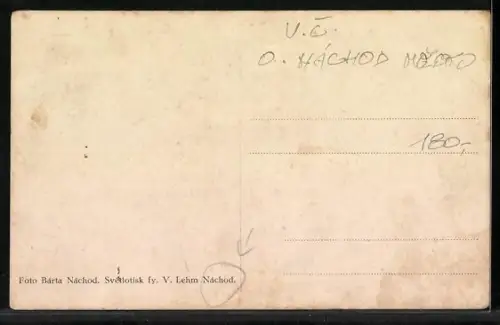 V.Č.
O. NÁCHOD MĚSTO
180,-
Foto Bárta Náchod. Světlotisk fy. V. Lehm Náchod.